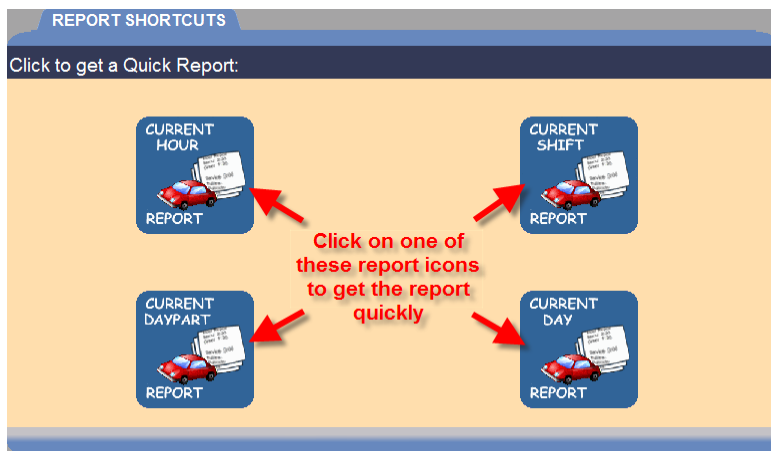 REPORT SHORTCUTS
Click to get a Quick Report:
CURRENT
HOUR
REPORT
CURRENT
SHIFT
REPORT
Click on one of
these report icons
to get the report
quickly
CURRENT
DAYPART
REPORT
CURRENT
DAY
REPORT